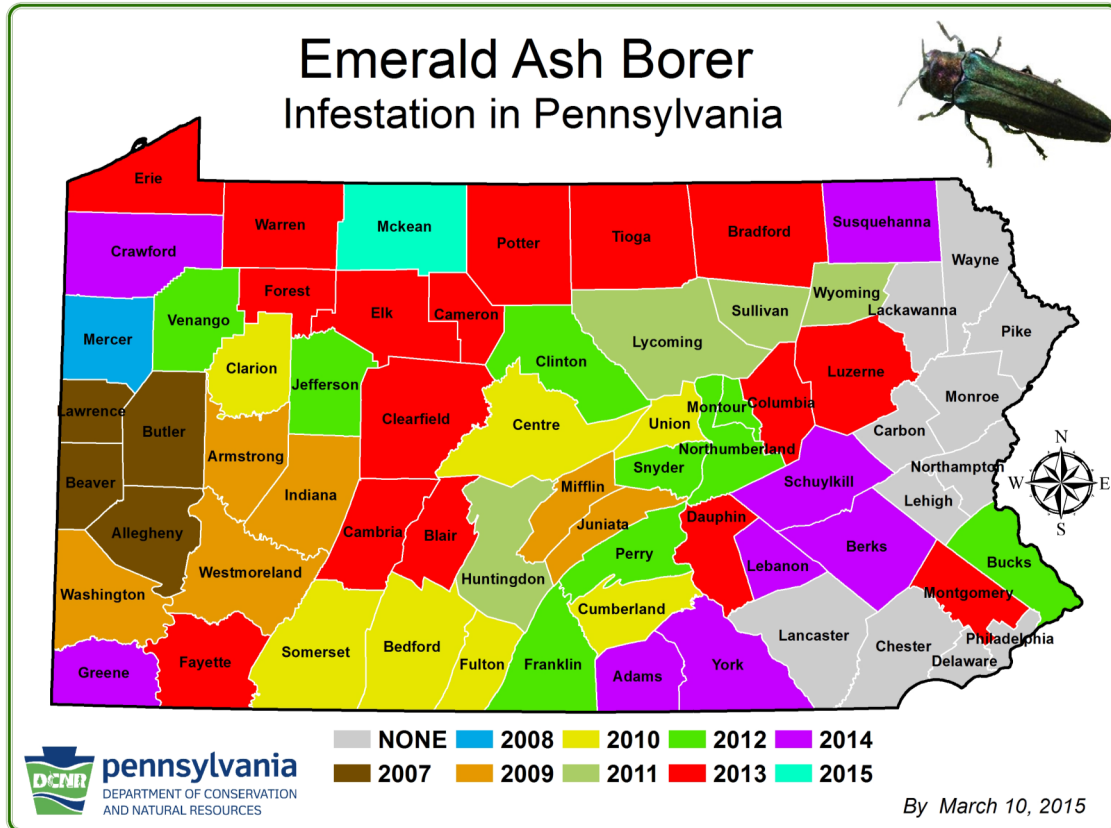 Emerald Ash Borer
Infestation in Pennsylvania
Erie
Warren
Mckean
Potter
Tioga
Bradford
Susquehanna
Wayne
Crawford
Forest
Elk
Cameron
Wyoming
Sullivan
Lackawanna
Pike
Mercer
Venango
Clinton
Lycoming
Clarion
Jefferson
Luzerne
Monroe
Lawrence
Butler
Clearfield
Centre
Union
Montour
Columbia
Carbon
Armstrong
Northumberland
Snyder
Northampton
Beaver
Indiana
Mifflin
Schuylkill
Lehigh
N
W
E
S
Allegheny
Cambria
Blair
Juniata
Dauphin
Perry
Berks
Bucks
Lebanon
Westmoreland
Huntingdon
Washington
Montgomery
Cumberland
Lancaster
Philadelphia
Chester
Delaware
Somerset
Bedford
Fulton
Franklin
Adams
York
Greene
Fayette
NONE 2008 2010 2012 2014
2007 2009 2011 2013 2015
DCNR
pennsylvania
DEPARTMENT OF CONSERVATION
AND NATURAL RESOURCES
By March 10, 2015